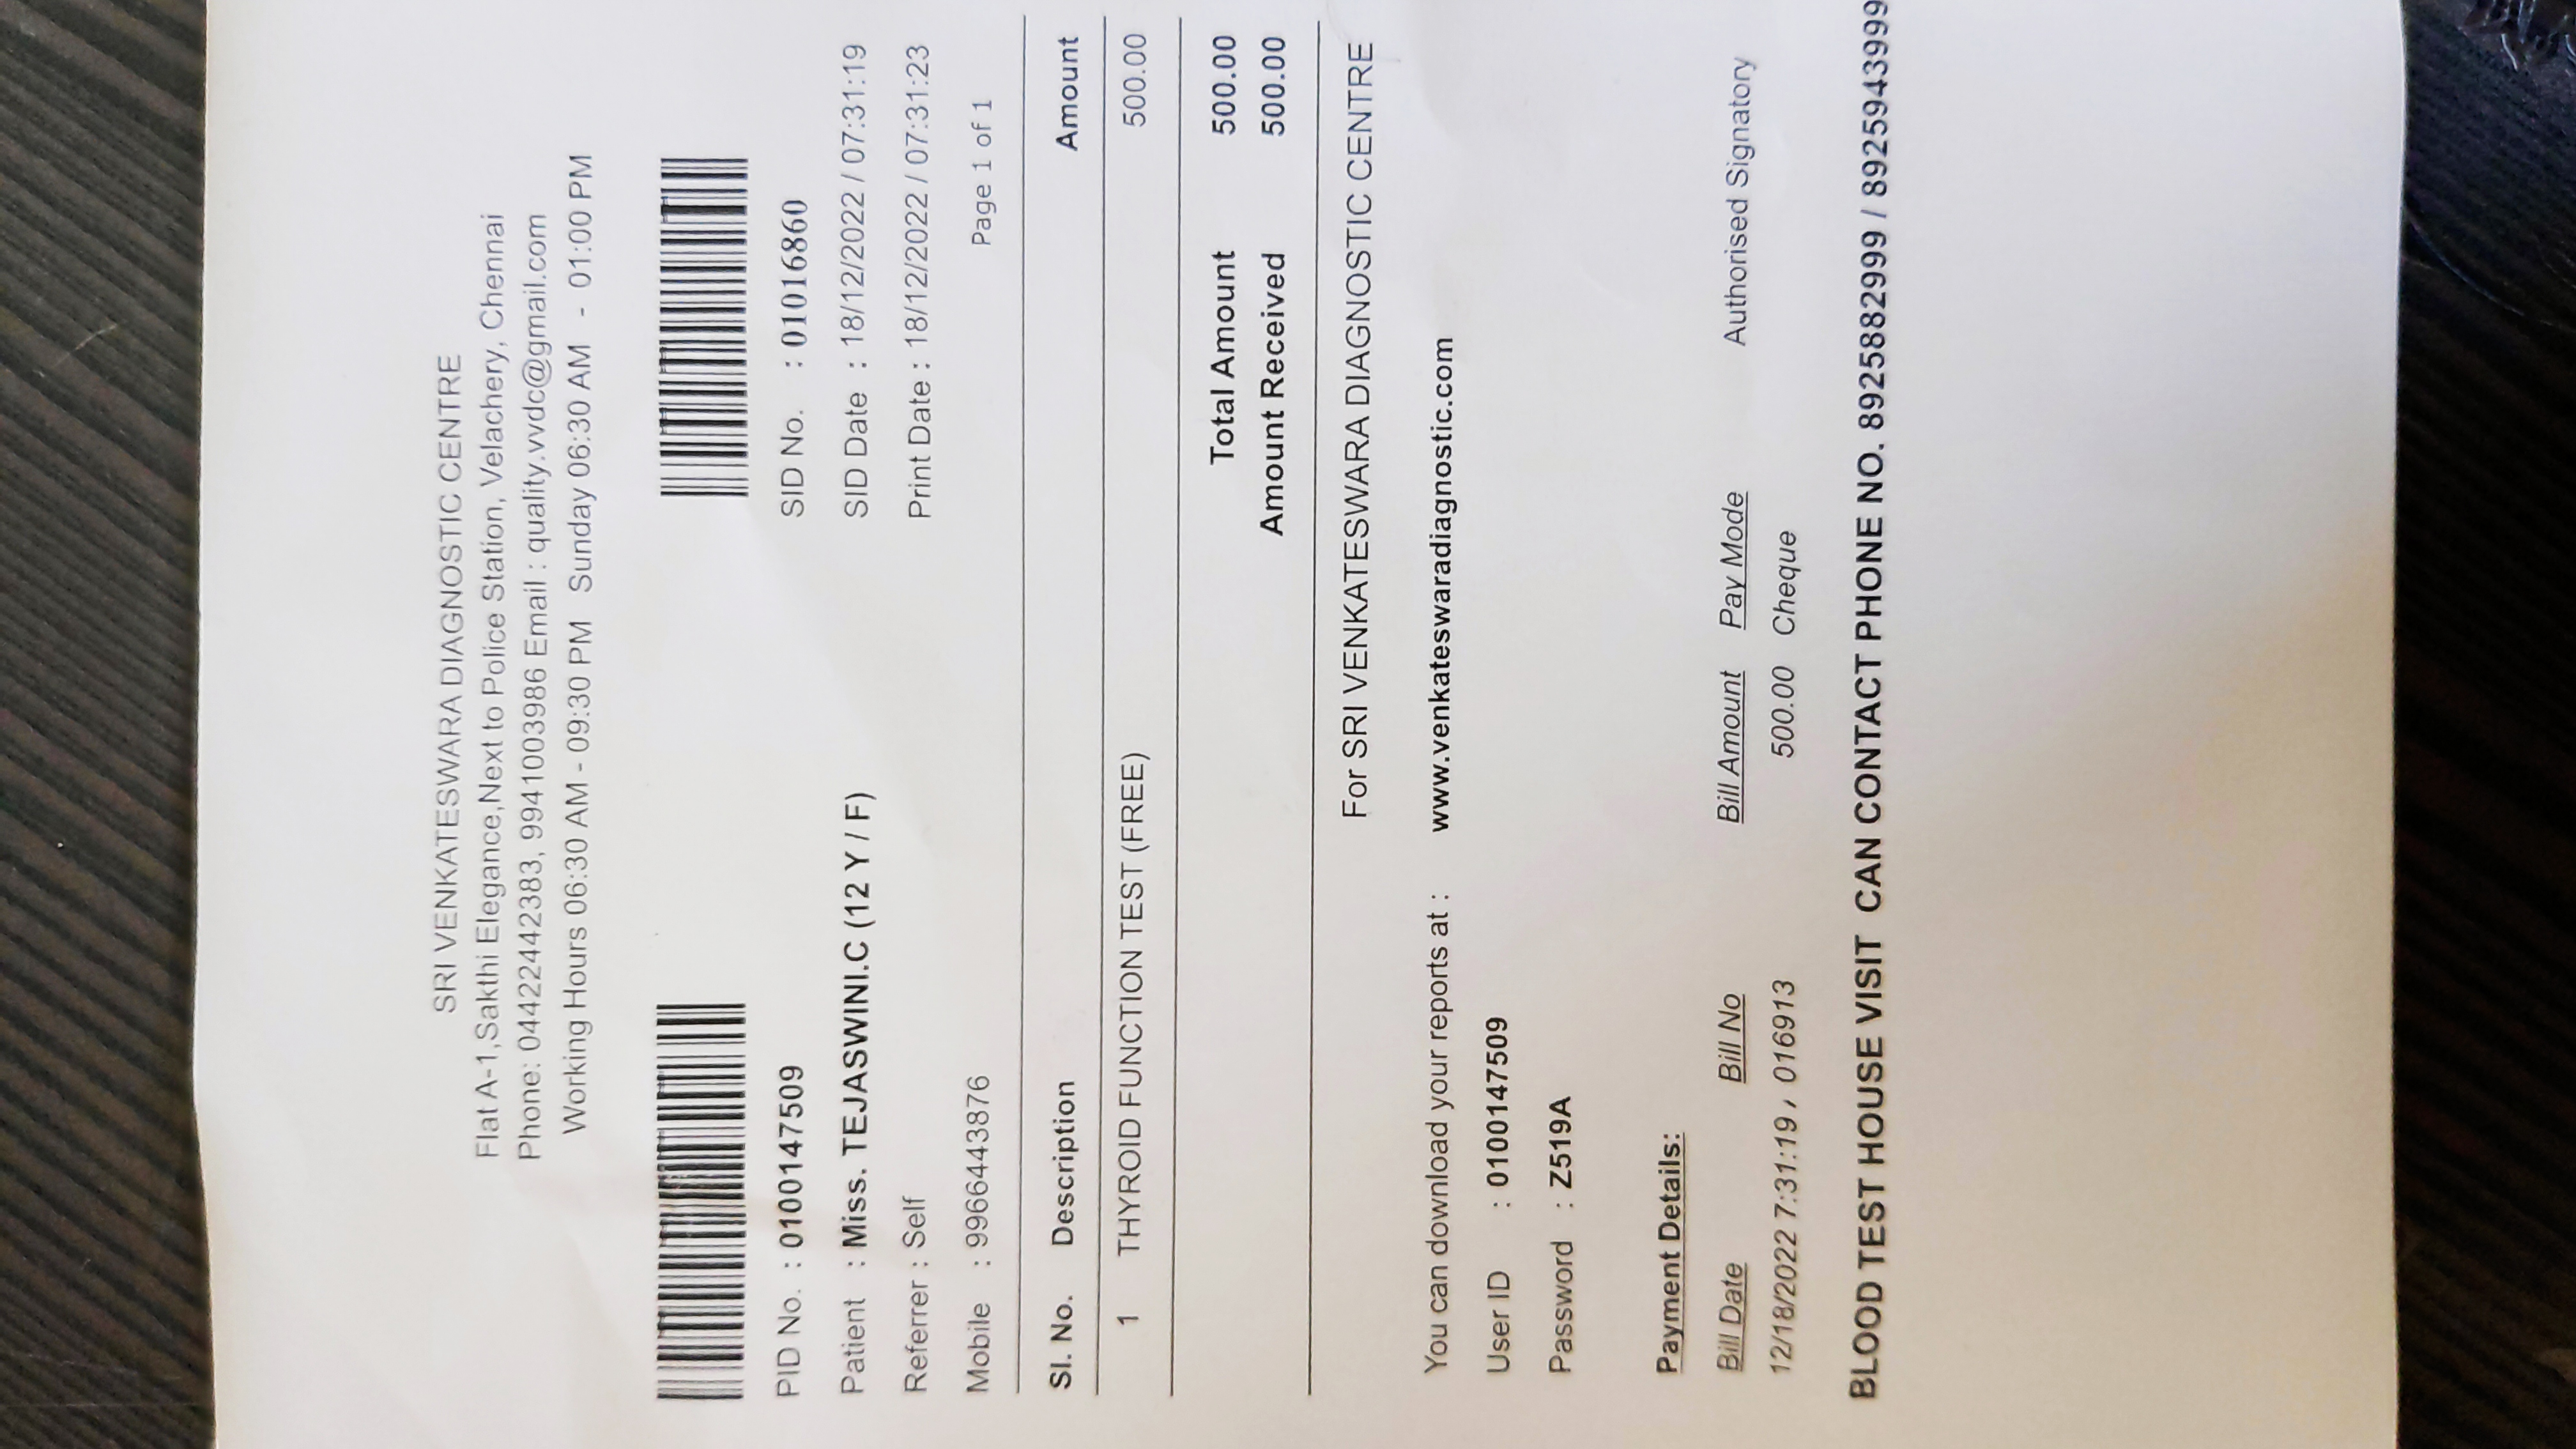 SRI VENKATESWARA DIAGNOSTIC CENTRE
Flat A-1,Sakthi Elegance,Next to Police Station, Velachery, Chennai
Phone: 04422442383, 9941003986 Email : quality.vvdc@gmail.com
Working Hours 06:30 AM - 09:30 PM Sunday 06:30 AM - 01:00 PM
PID No. : 0100147509 SID No. : 01016860
Patient : Miss. TEJASWINI.C (12 Y / F) SID Date : 18/12/2022 / 07:31:19
Referrer : Self Print Date : 18/12/2022 / 07:31:23
Mobile : 9966443876 Page 1 of 1
Sl. No. Description Amount
1 THYROID FUNCTION TEST (FREE) 500.00
Total Amount 500.00
Amount Received 500.00
For SRI VENKATESWARA DIAGNOSTIC CENTRE
You can download your reports at : www.venkateswaradiagnostic.com
User ID : 0100147509
Password : Z519A
Payment Details:
Bill Date Bill No Bill Amount Pay Mode Authorised Signatory
12/18/2022 7:31:19 , 016913 500.00 Cheque
BLOOD TEST HOUSE VISIT CAN CONTACT PHONE NO. 8925882999 / 8925943999